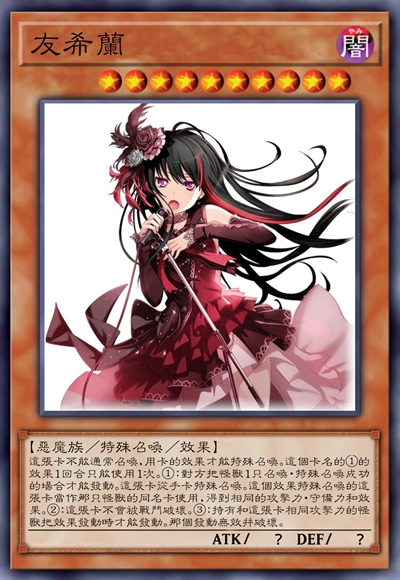 友希蘭
やみ
闇
【惡魔族／特殊召喚／效果】
這張卡不能通常召喚，用卡的效果才能特殊召喚。這個卡名的①的
效果1回合只能使用1次。①：對方把怪獸1只召喚·特殊召喚成功
的場合才能發動。這張卡從手卡特殊召喚。這個效果特殊召喚的這
張卡當作那只怪獸的同名卡使用，得到相同的攻擊力·守備力和效
果。②：這張卡不會被戰鬥破壞。③：持有和這張卡相同攻擊力的怪
獸把效果發動時才能發動。那個發動無效并破壞。
ATK/ ? DEF/ ?